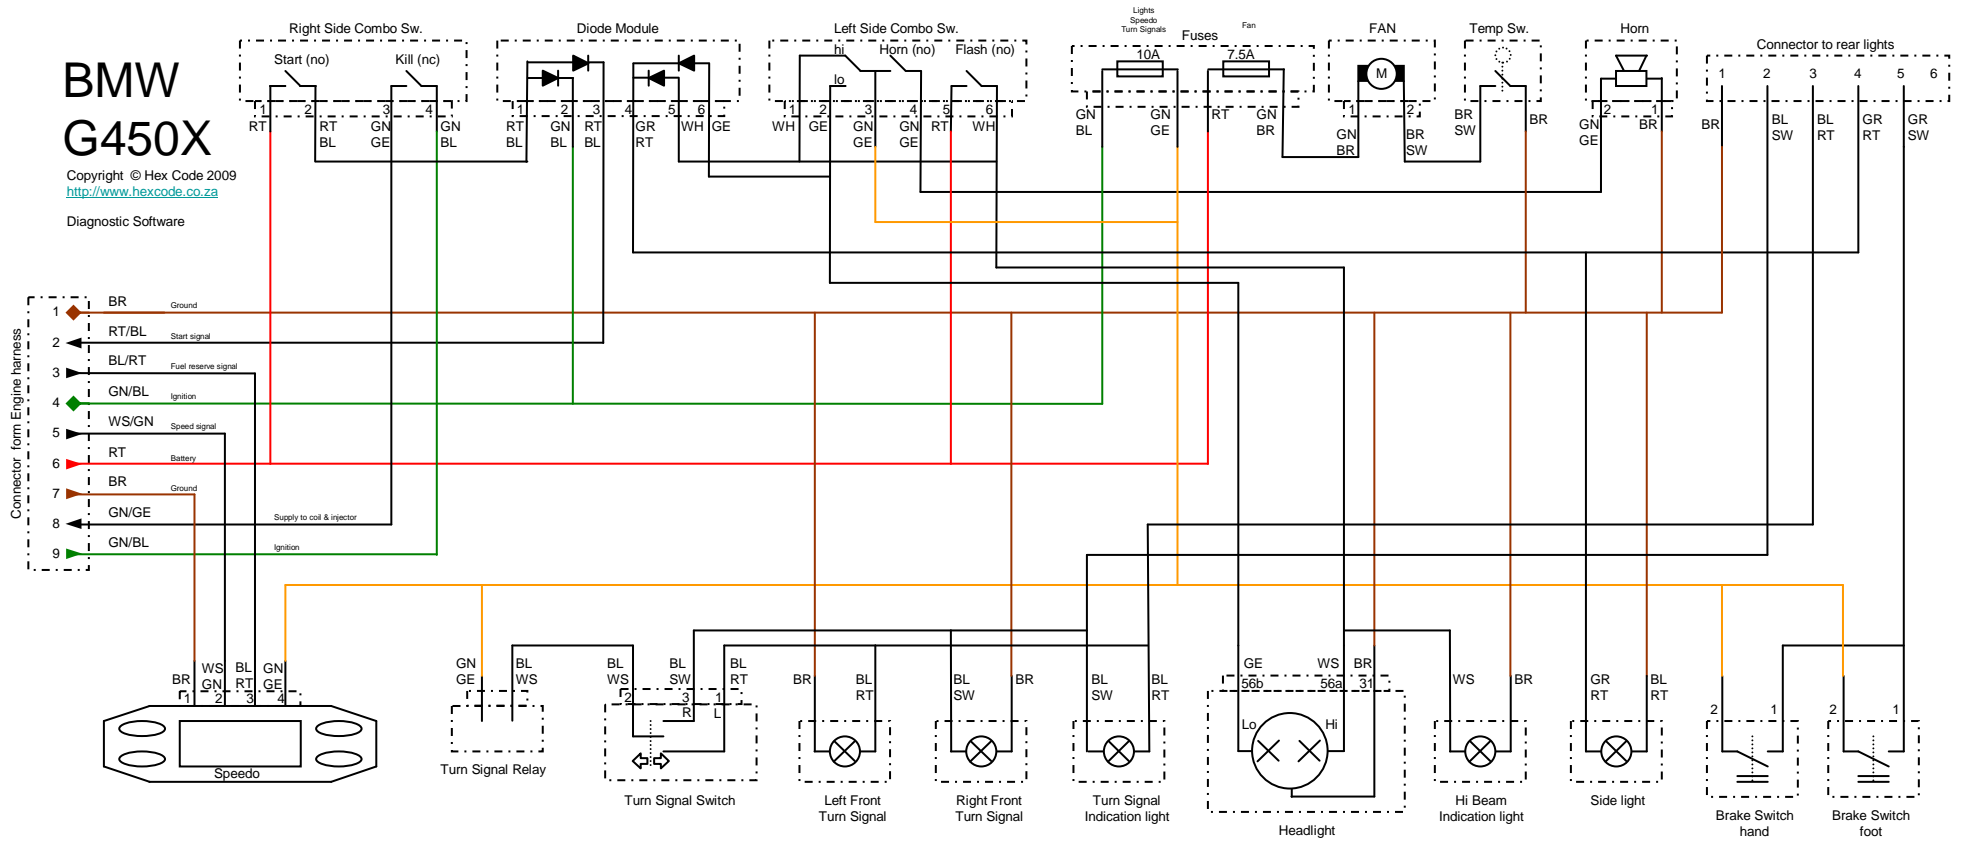 BMW
G450X
Copyright © Hex Code 2009
http://www.hexcode.co.za
Diagnostic Software
Right Side Combo Sw.
Start (no)
Kill (nc)
1 2 3 4
RT
RT
BL
GN
GE
GN
BL
Diode Module
1 2 3 4 5 6
RT
BL
GN
BL
RT
BL
GR
RT
WH
GE
Left Side Combo Sw.
hi
lo
Horn (no)
Flash (no)
1 2 3 4 5 6
WH
GE
GN
GE
GN
GE
RT
WH
Lights
Speedo
Turn Signals
Fan
Fuses
10A
7.5A
GN
BL
GN
GE
RT
GN
BR
FAN
M
1 2
GN
BR
BR
SW
Temp Sw.
BR
SW
BR
Horn
2 1
GN
GE
BR
Connector to rear lights
1 2 3 4 5 6
BR
BL
SW
BL
RT
GR
RT
GR
SW
Connector form Engine harness
1 BR Ground
2 RT/BL Start signal
3 BL/RT Fuel reserve signal
4 GN/BL Ignition
5 WS/GN Speed signal
6 RT Battery
7 BR Ground
8 GN/GE Supply to coil & injector
9 GN/BL Ignition
BR
WS
GN
BL
RT
GN
GE
1 2 3 4
Speedo
GN
GE
BL
WS
Turn Signal Relay
BL
WS
BL
SW
BL
RT
2 3 1
R L
Turn Signal Switch
BR
BL
RT
Left Front
Turn Signal
BL
SW
BR
Right Front
Turn Signal
BL
SW
BL
RT
Turn Signal
Indication light
GE
WS
BR
56b 56a 31
Lo
Hi
Headlight
WS
BR
Hi Beam
Indication light
GR
RT
BL
RT
Side light
2 1
Brake Switch
hand
2 1
Brake Switch
foot